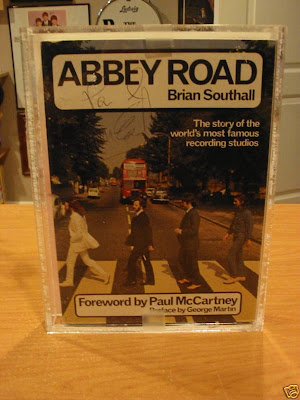 Ludwig
ABBEY ROAD
Brian Southall
The story of the
world's most famous
recording studios
Foreword by Paul McCartney
Preface by George Martin